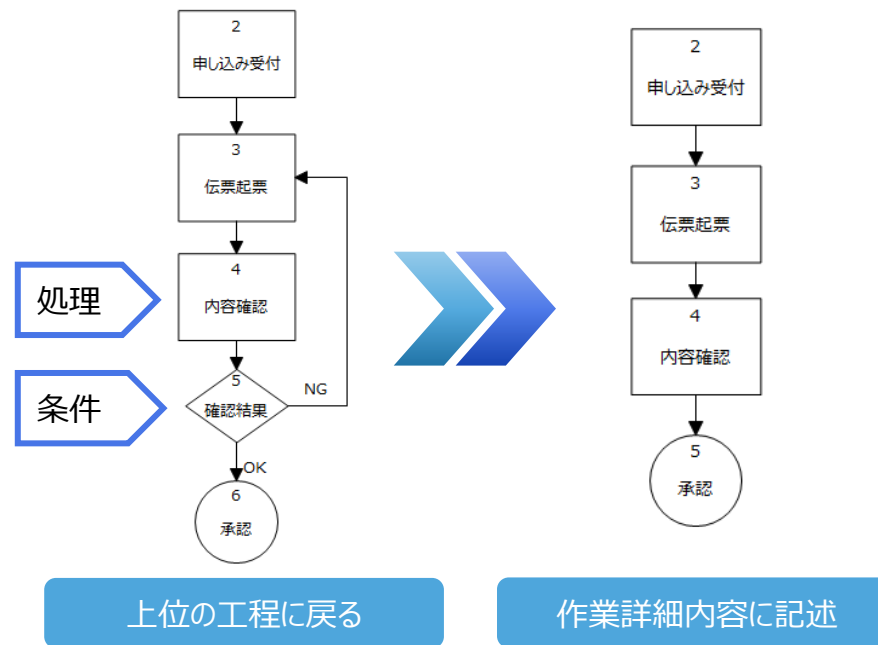 2
申し込み受付
3
伝票起票
処理
4
内容確認
条件
5
確認結果
NG
OK
6
承認
上位の工程に戻る
2
申し込み受付
3
伝票起票
4
内容確認
5
承認
作業詳細内容に記述